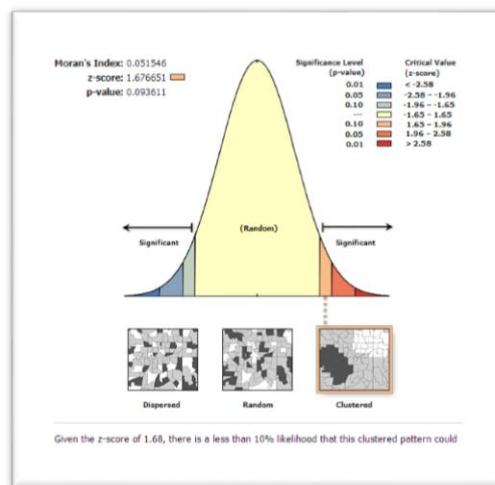 Moran's Index: 0.051546
z-score: 1.676651
p-value: 0.093611
Significance Level
(p-value)
Critical Value
(z-score)
0.01 < -2.58
0.05 -2.58 – -1.96
0.10 -1.96 – -1.65
— -1.65 – 1.65
0.10 1.65 – 1.96
0.05 1.96 – 2.58
0.01 > 2.58
Significant (Random) Significant
Dispersed Random Clustered
Given the z-score of 1.68, there is a less than 10% likelihood that this clustered pattern could